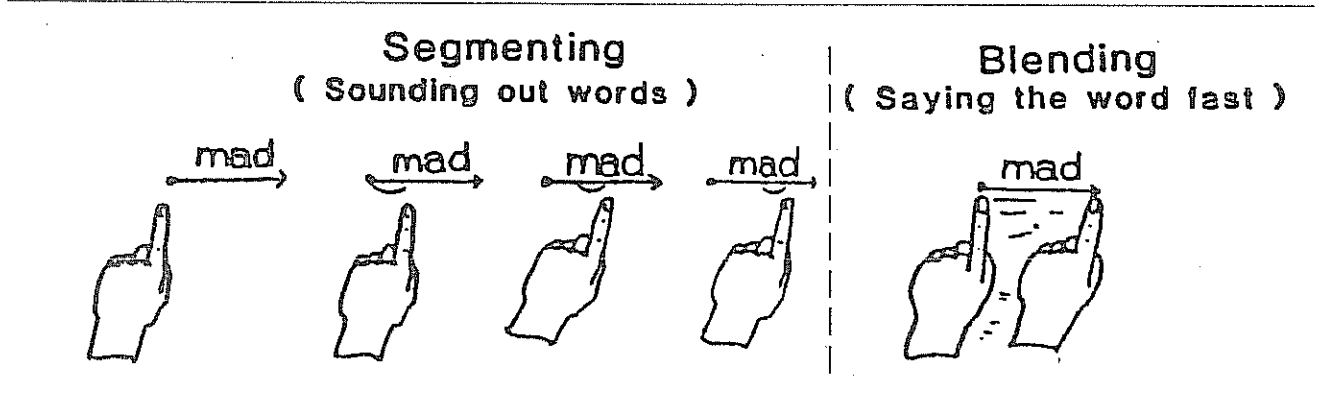 Segmenting
( Sounding out words )
mad
mad
mad
mad
Blending
( Saying the word fast )
mad